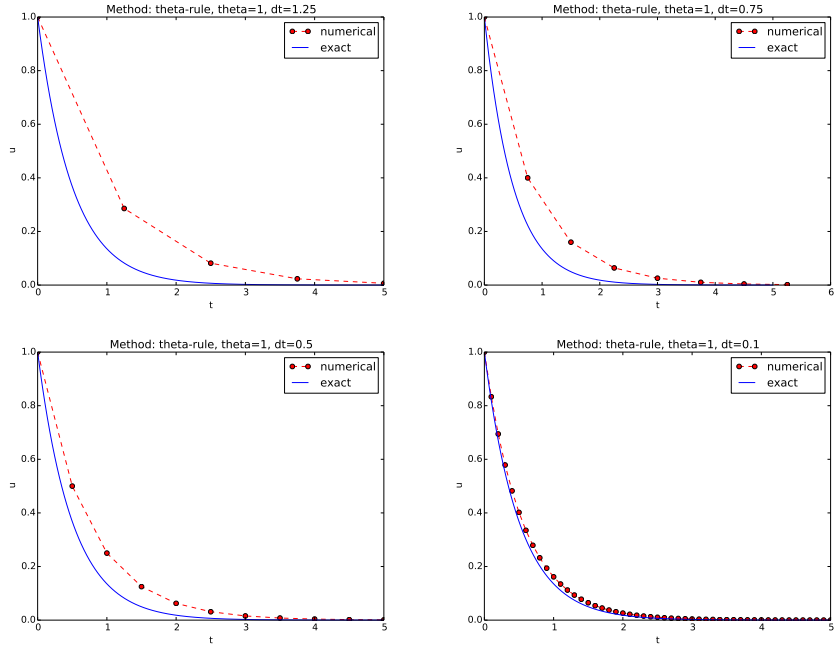 Method: theta-rule, theta=1, dt=1.25
numerical
exact
u
1.0
0.8
0.6
0.4
0.2
0.0
0 1 2 3 4 5
t
Method: theta-rule, theta=1, dt=0.75
numerical
exact
u
1.0
0.8
0.6
0.4
0.2
0.0
0 1 2 3 4 5 6
t
Method: theta-rule, theta=1, dt=0.5
numerical
exact
u
1.0
0.8
0.6
0.4
0.2
0.0
0 1 2 3 4 5
t
Method: theta-rule, theta=1, dt=0.1
numerical
exact
u
1.0
0.8
0.6
0.4
0.2
0.0
0 1 2 3 4 5
t